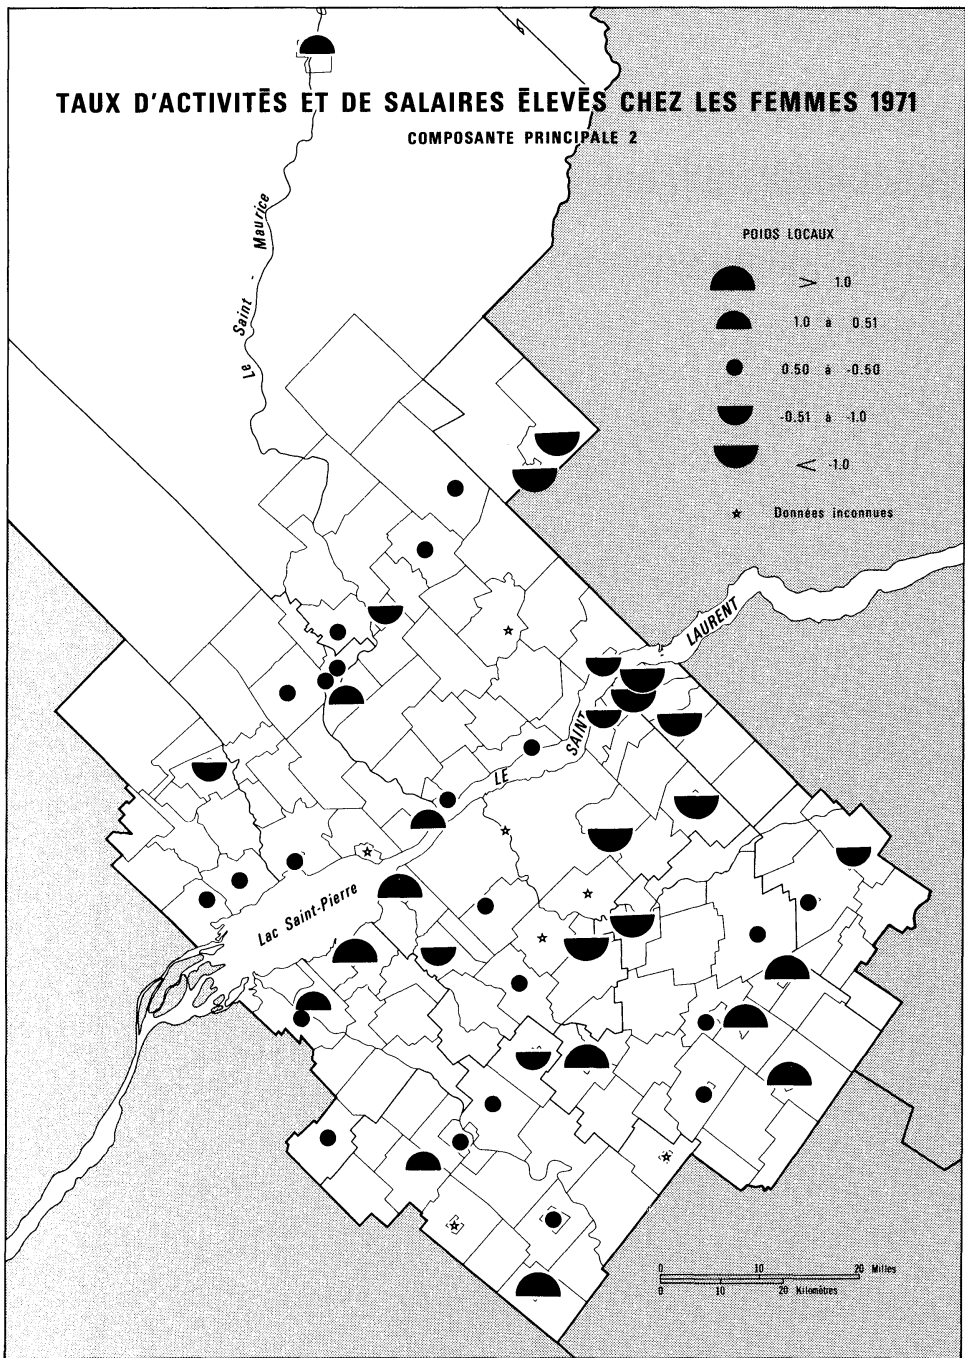 TAUX D'ACTIVITĒS ET DE SALAIRES ĒLEVĒS CHEZ LES FEMMES 1971
COMPOSANTE PRINCIPALE 2
Le Saint - Maurice
POIDS LOCAUX
> 1.0
1.0 à 0.51
0.50 à -0.50
-0.51 à -1.0
< -1.0
Données inconnues
LE SAINT LAURENT
Lac Saint-Pierre
0 10 20 Milles
0 10 20 Kilomètres